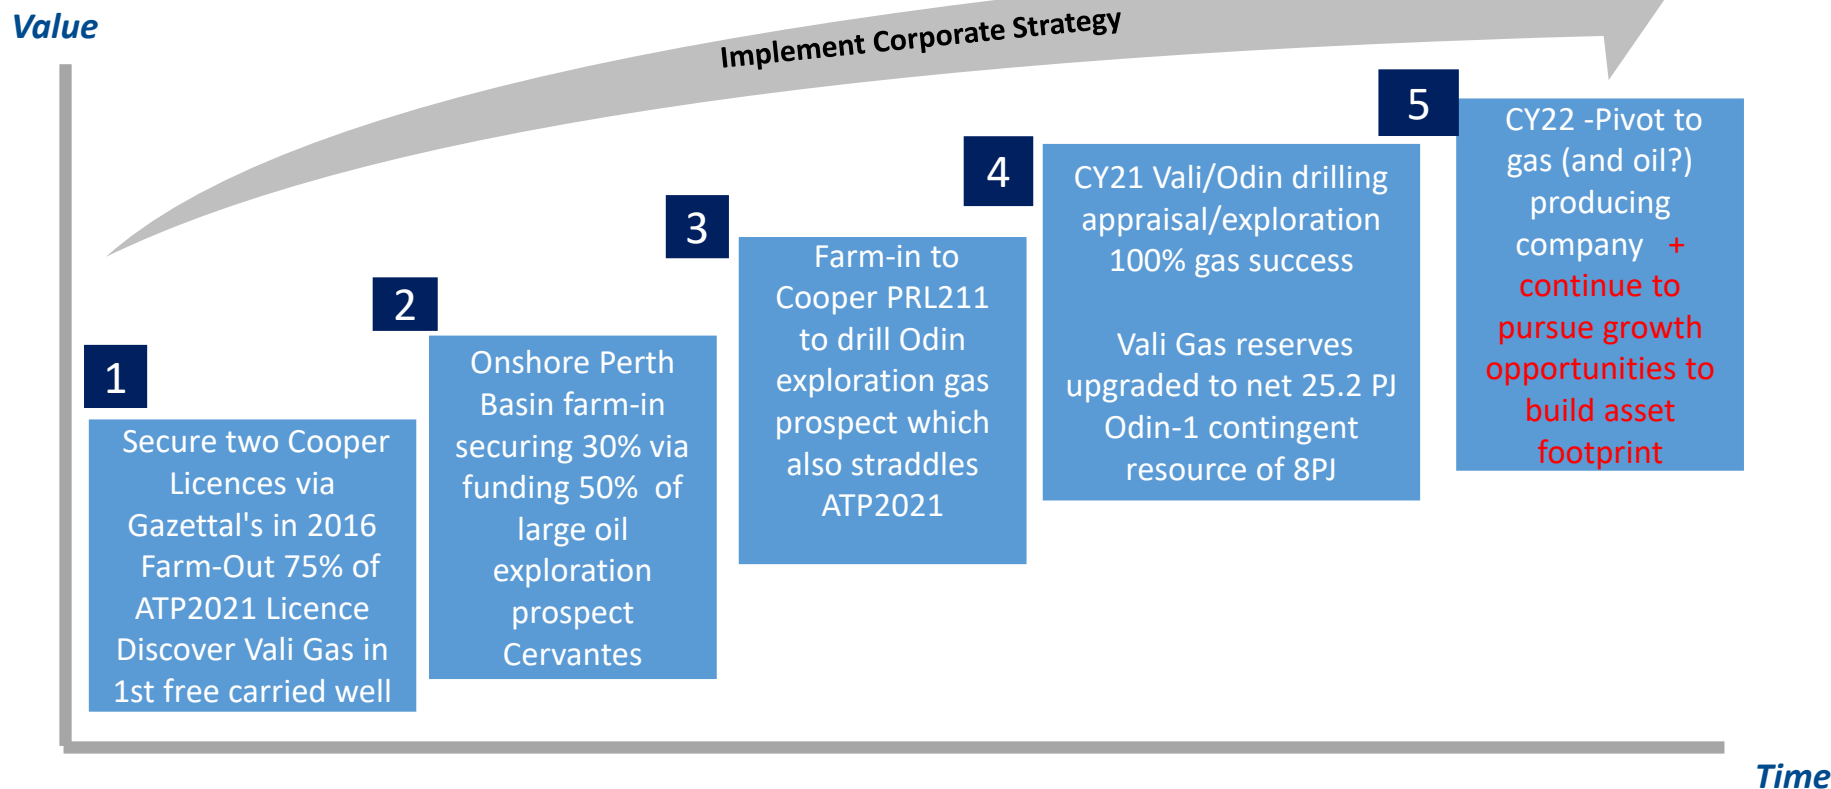 Value
Implement Corporate Strategy
1
Secure two Cooper
Licences via
Gazettal's in 2016
Farm-Out 75% of
ATP2021 Licence
Discover Vali Gas in
1st free carried well
2
Onshore Perth
Basin farm-in
securing 30% via
funding 50% of
large oil
exploration
prospect
Cervantes
3
Farm-in to
Cooper PRL211
to drill Odin
exploration gas
prospect which
also straddles
ATP2021
4
CY21 Vali/Odin drilling
appraisal/exploration
100% gas success
Vali Gas reserves
upgraded to net 25.2 PJ
Odin-1 contingent
resource of 8PJ
5
CY22 -Pivot to
gas (and oil?)
producing
company +
continue to
pursue growth
opportunities to
build asset
footprint
Time